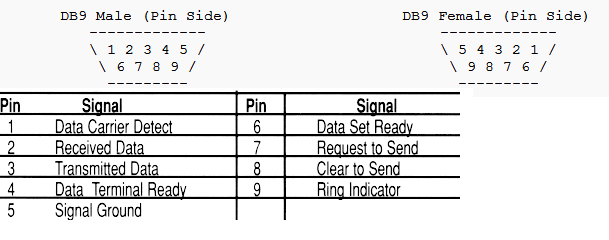 DB9 Male (Pin Side) DB9 Female (Pin Side)
------------- -------------
\ 1 2 3 4 5 / \ 5 4 3 2 1 /
\ 6 7 8 9 / \ 9 8 7 6 /
--------- ---------
Pin Signal Pin Signal
1 Data Carrier Detect 6 Data Set Ready
2 Received Data 7 Request to Send
3 Transmitted Data 8 Clear to Send
4 Data Terminal Ready 9 Ring Indicator
5 Signal Ground